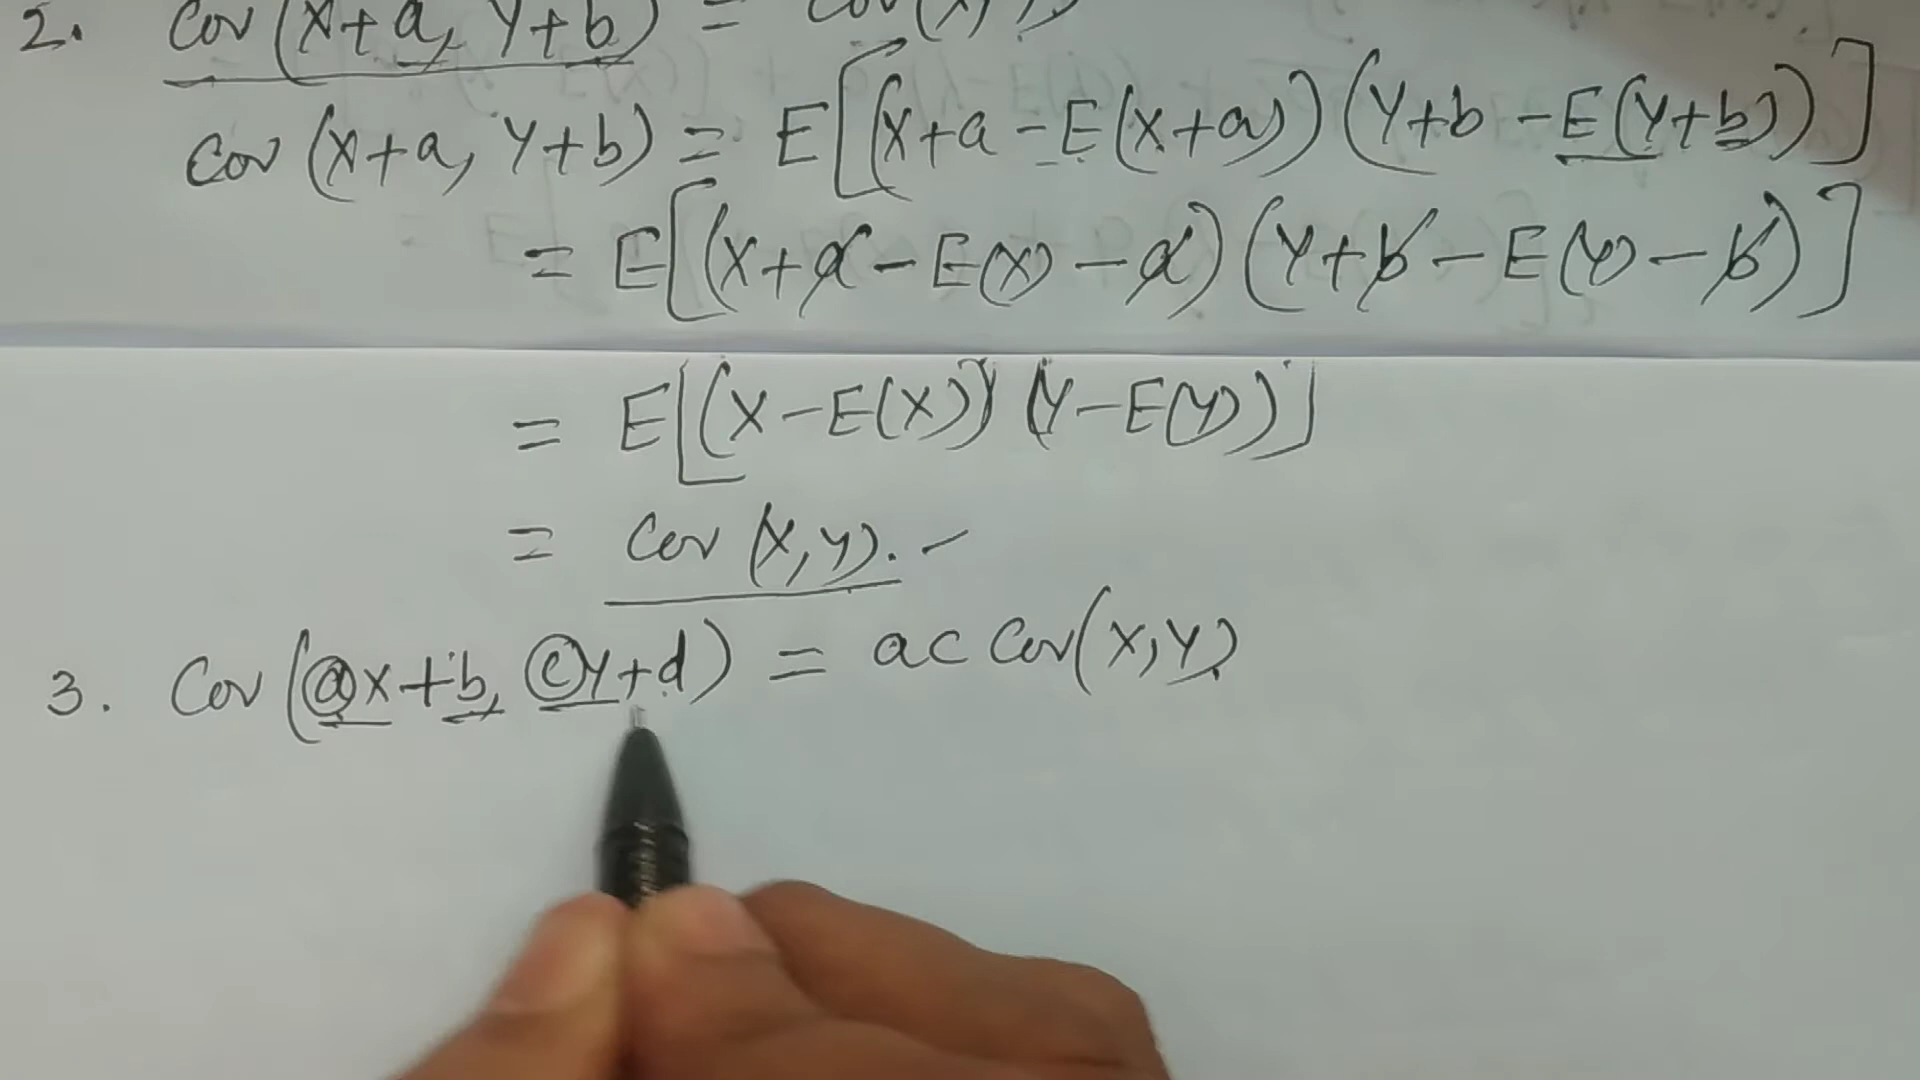 2. Cov (X+a, Y+b) = Cov (X, Y)
Cov (X+a, Y+b) = E[(X+a - E(X+a)) (Y+b - E(Y+b))]
= E[(X+a - E(X) - a) (Y+b - E(Y) - b)]
= E[(X - E(X)) (Y - E(Y))]
= Cov (X, Y).
3. Cov (aX+b, cY+d) = ac Cov (X, Y)